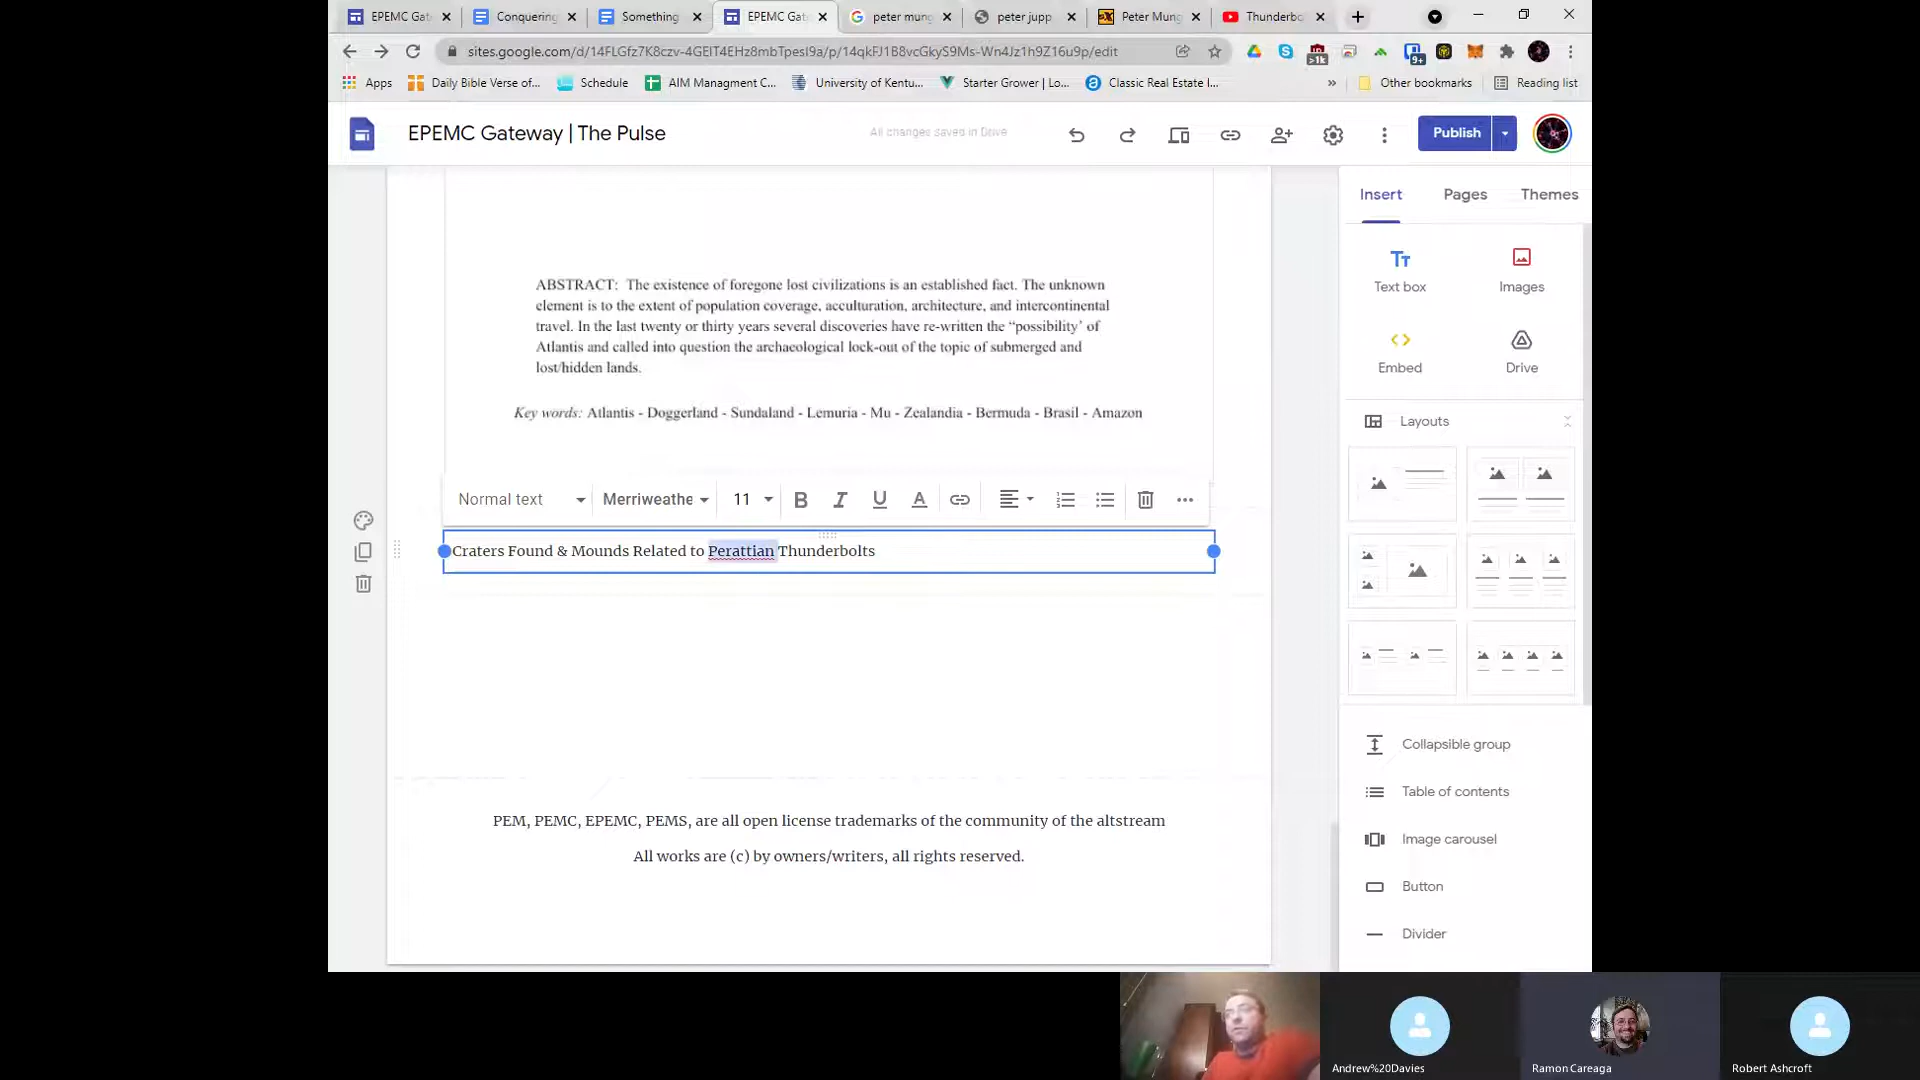 EPEMC Gat
Conquering
Something
EPEMC Gat
peter mung
peter jupp
Peter Mung
Thunderbo
sites.google.com/d/14FLGfz7K8czv-4GEIT4EHz8mbTpesI9a/p/14qkFJ1B8vcGkyS9Ms-Wn4Jz1h9Z16u9p/edit
>1k
9+
Apps
Daily Bible Verse of...
Schedule
AIM Managment C...
University of Kentu...
Starter Grower | Lo...
Classic Real Estate I...
»
Other bookmarks
Reading list
EPEMC Gateway | The Pulse
All changes saved in Drive
Publish
Insert
Pages
Themes
Text box
Images
Embed
Drive
Layouts
ABSTRACT: The existence of foregone lost civilizations is an established fact. The unknown
element is to the extent of population coverage, acculturation, architecture, and intercontinental
travel. In the last twenty or thirty years several discoveries have re-written the “possibility’ of
Atlantis and called into question the archaeological lock-out of the topic of submerged and
lost/hidden lands.
Key words: Atlantis - Doggerland - Sundaland - Lemuria - Mu - Zealandia - Bermuda - Brasil - Amazon
Normal text
Merriweathe
11
B I U A
Craters Found & Mounds Related to Perattian Thunderbolts
Collapsible group
Table of contents
Image carousel
Button
Divider
PEM, PEMC, EPEMC, PEMS, are all open license trademarks of the community of the altstream
All works are (c) by owners/writers, all rights reserved.
Andrew%20Davies
Ramon Careaga
Robert Ashcroft